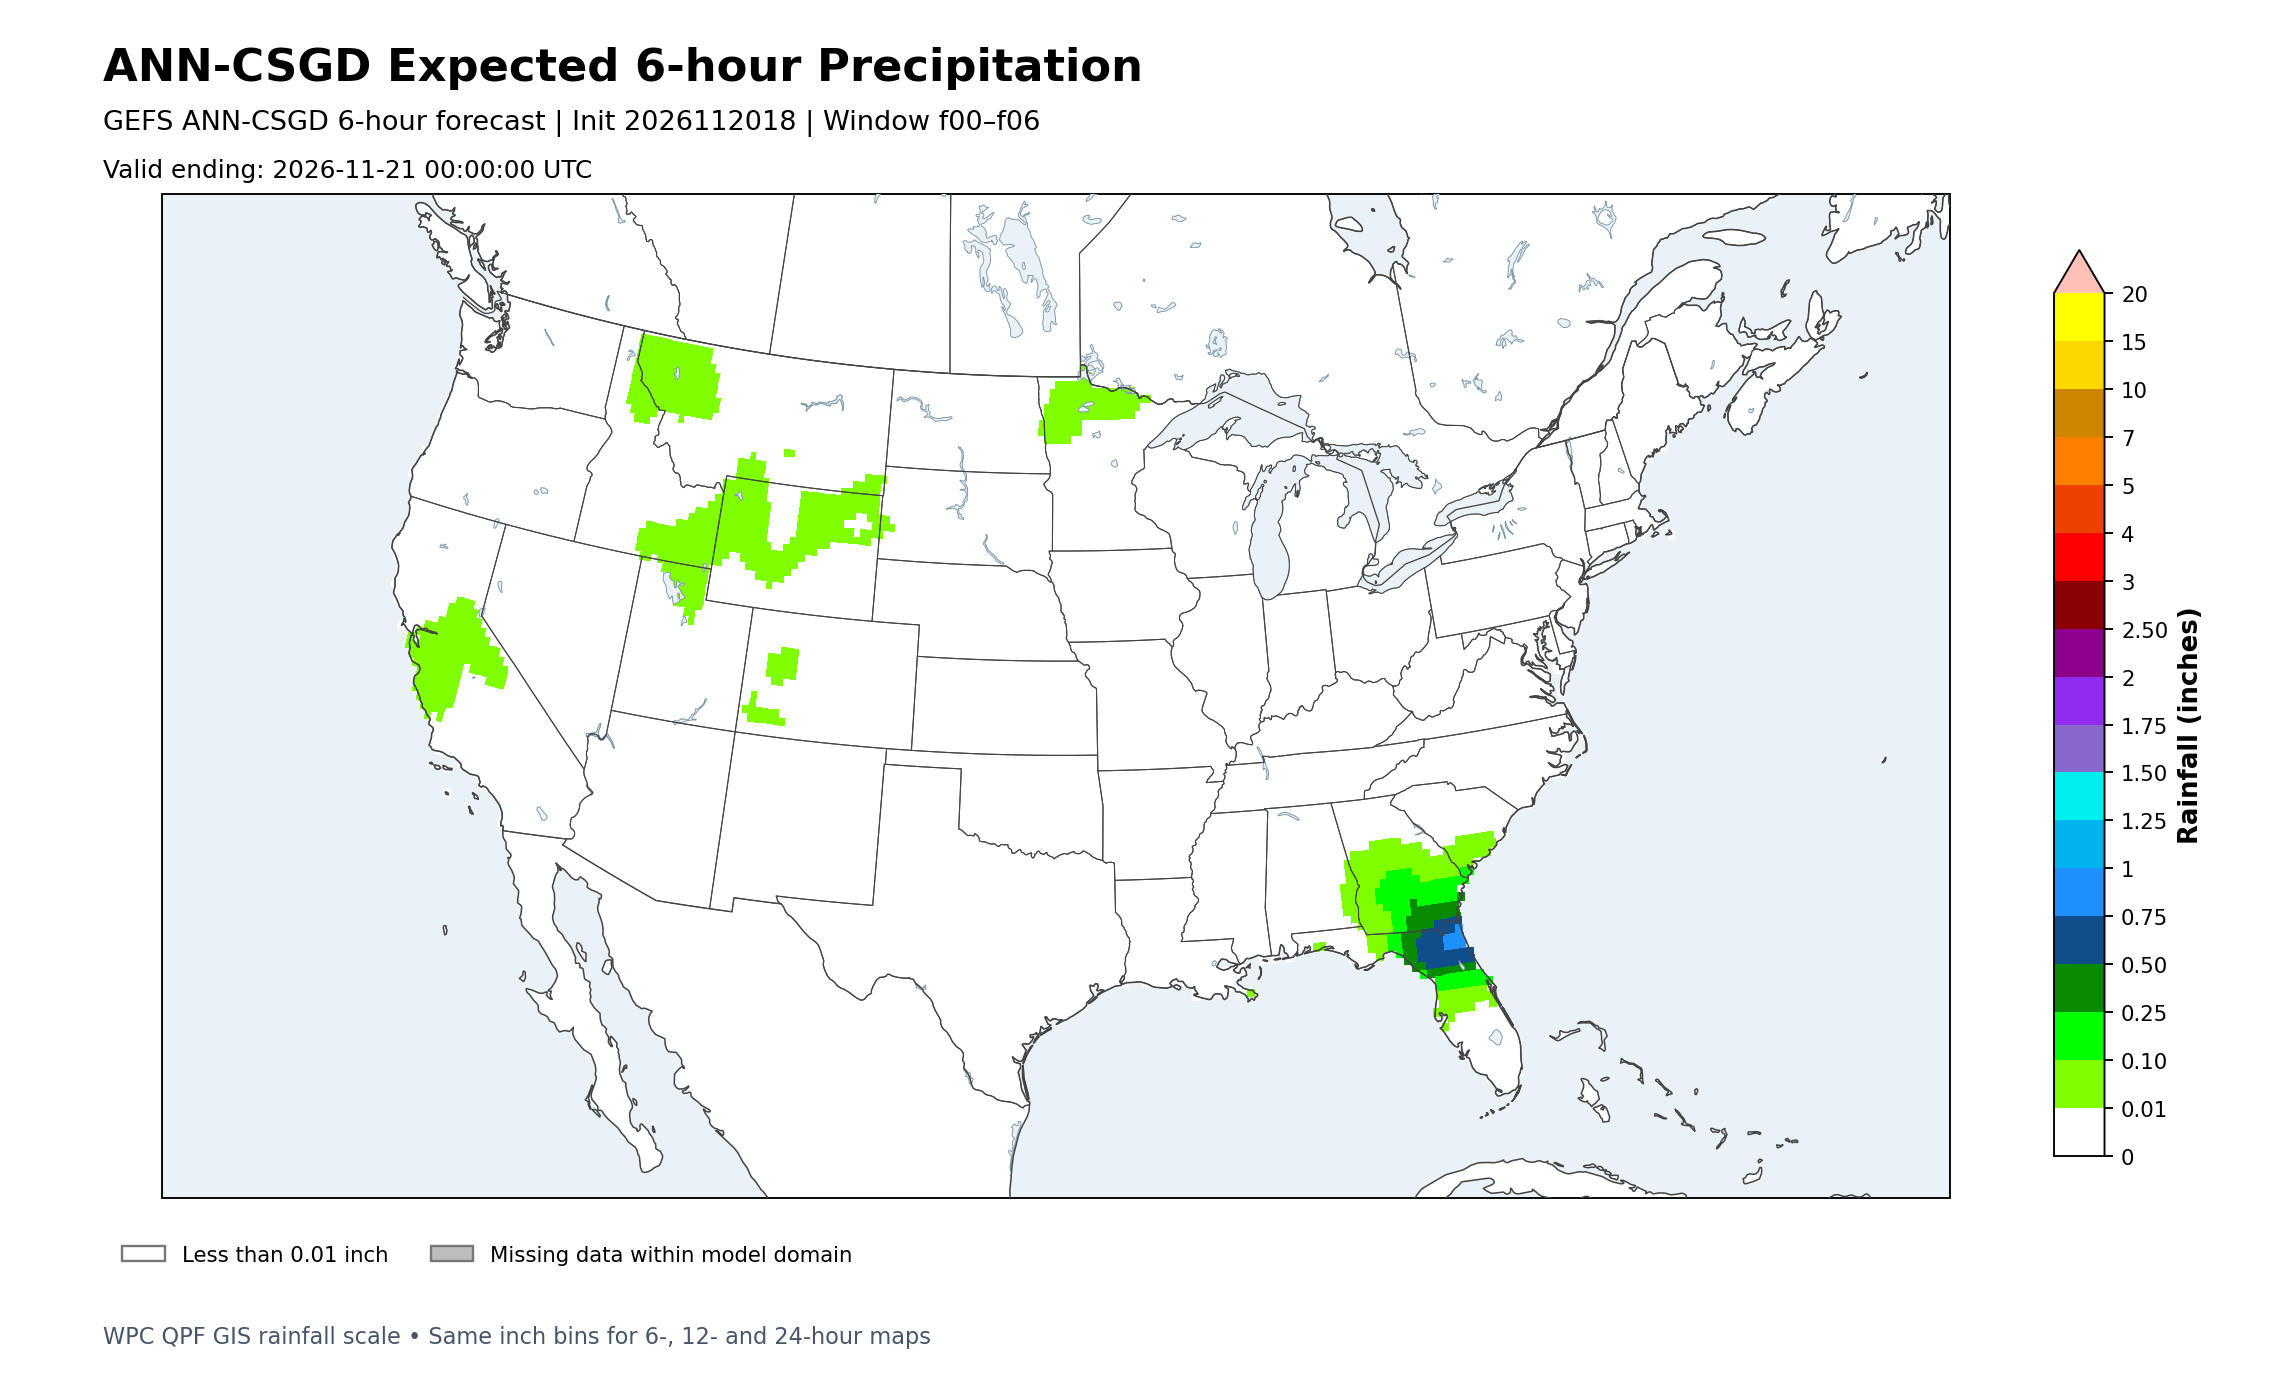 ANN-CSGD Expected 6-hour Precipitation
GEFS ANN-CSGD 6-hour forecast | Init 2026112018 | Window f00–f06
Valid ending: 2026-11-21 00:00:00 UTC
20
15
10
7
5
4
3
2.50
2
1.75
1.50
1.25
1
0.75
0.50
0.25
0.10
0.01
0
Rainfall (inches)
Less than 0.01 inch
Missing data within model domain
WPC QPF GIS rainfall scale • Same inch bins for 6-, 12- and 24-hour maps